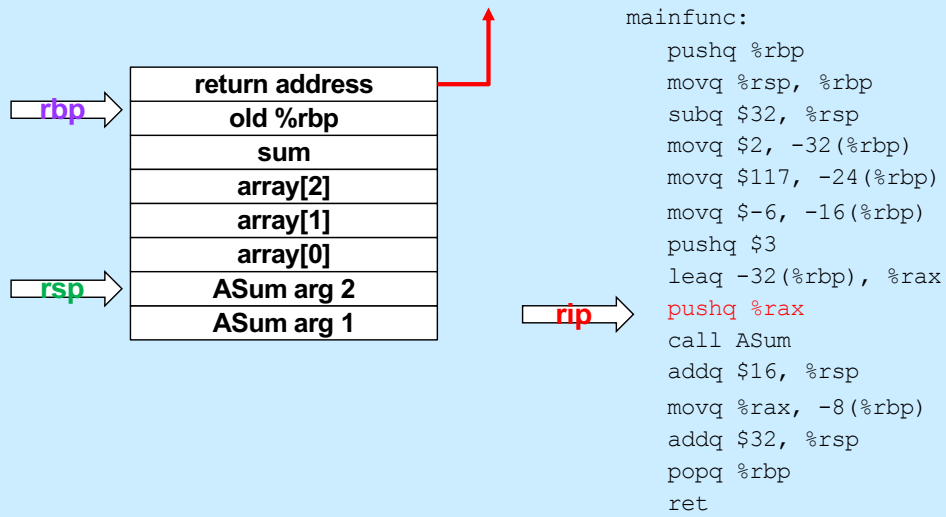 return address
rbp
old %rbp
sum
array[2]
array[1]
array[0]
rsp
ASum arg 2
ASum arg 1
rip
mainfunc:
pushq %rbp
movq %rsp, %rbp
subq $32, %rsp
movq $2, -32(%rbp)
movq $117, -24(%rbp)
movq $-6, -16(%rbp)
pushq $3
leaq -32(%rbp), %rax
pushq %rax
call ASum
addq $16, %rsp
movq %rax, -8(%rbp)
addq $32, %rsp
popq %rbp
ret